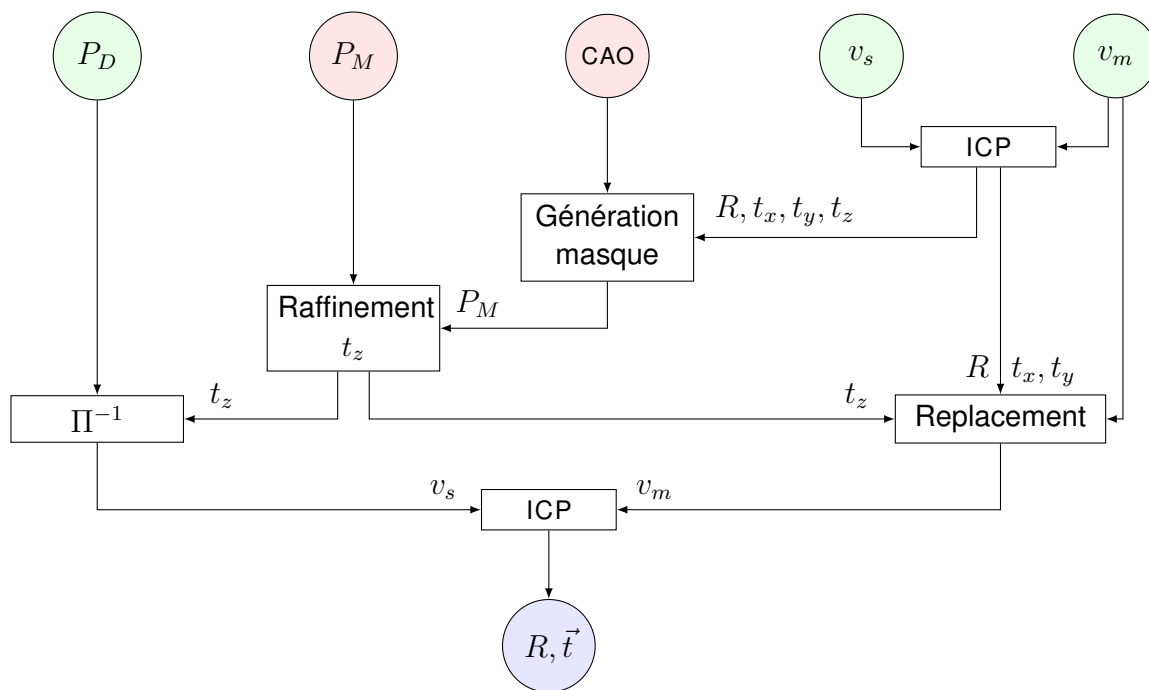 P_D
P_M
CAO
v_s
v_m
ICP
Génération
masque
R, t_x, t_y, t_z
Raffinement
t_z
P_M
R
t_x, t_y
t_z
t_z
Π⁻¹
Replacement
v_s
ICP
v_m
R, \vec{t}